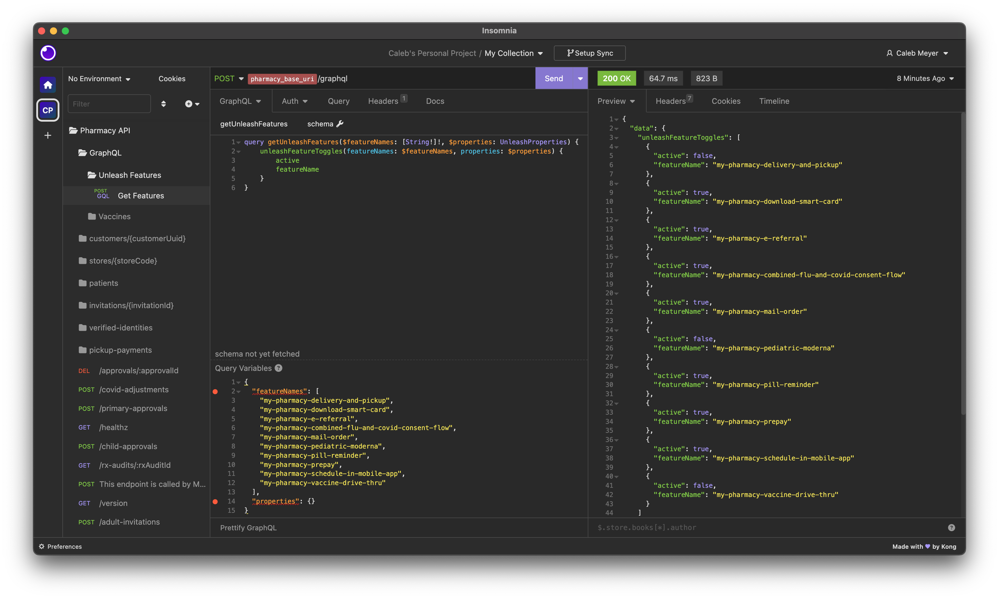 Insomnia
Caleb's Personal Project / My Collection
Setup Sync
Caleb Meyer
CP
No Environment
Cookies
Filter
Pharmacy API
GraphQL
Unleash Features
POST
GQL
Get Features
Vaccines
customers/{customerUuid}
stores/{storeCode}
patients
invitations/{invitationId}
verified-identities
pickup-payments
DEL /approvals/:approvalId
POST /covid-adjustments
POST /primary-approvals
GET /healthz
POST /child-approvals
GET /rx-audits/:rxAuditId
POST This endpoint is called by M...
GET /version
POST /adult-invitations
POST pharmacy_base_uri/graphql
Send
GraphQL Auth Query Headers 1 Docs
getUnleashFeatures schema
1 query getUnleashFeatures($featureNames: [String!]!, $properties: UnleashProperties) {
2 unleashFeatureToggles(featureNames: $featureNames, properties: $properties) {
3 active
4 featureName
5 }
6 }
schema not yet fetched
Query Variables ?
1 {
2 "featureNames": [
3 "my-pharmacy-delivery-and-pickup",
4 "my-pharmacy-download-smart-card",
5 "my-pharmacy-e-referral",
6 "my-pharmacy-combined-flu-and-covid-consent-flow",
7 "my-pharmacy-mail-order",
8 "my-pharmacy-pediatric-moderna",
9 "my-pharmacy-pill-reminder",
10 "my-pharmacy-prepay",
11 "my-pharmacy-schedule-in-mobile-app",
12 "my-pharmacy-vaccine-drive-thru"
13 ],
14 "properties": {}
15 }
Prettify GraphQL
200 OK 64.7 ms 823 B 8 Minutes Ago
Preview Headers 7 Cookies Timeline
1 {
2 "data": {
3 "unleashFeatureToggles": [
4 {
5 "active": false,
6 "featureName": "my-pharmacy-delivery-and-pickup"
7 },
8 {
9 "active": true,
10 "featureName": "my-pharmacy-download-smart-card"
11 },
12 {
13 "active": true,
14 "featureName": "my-pharmacy-e-referral"
15 },
16 {
17 "active": true,
18 "featureName": "my-pharmacy-combined-flu-and-covid-consent-flow"
19 },
20 {
21 "active": true,
22 "featureName": "my-pharmacy-mail-order"
23 },
24 {
25 "active": false,
26 "featureName": "my-pharmacy-pediatric-moderna"
27 },
28 {
29 "active": true,
30 "featureName": "my-pharmacy-pill-reminder"
31 },
32 {
33 "active": true,
34 "featureName": "my-pharmacy-prepay"
35 },
36 {
37 "active": true,
38 "featureName": "my-pharmacy-schedule-in-mobile-app"
39 },
40 {
41 "active": false,
42 "featureName": "my-pharmacy-vaccine-drive-thru"
43 }
44 ]
$.store.books[*].author ?
Preferences
Made with 💜 by Kong